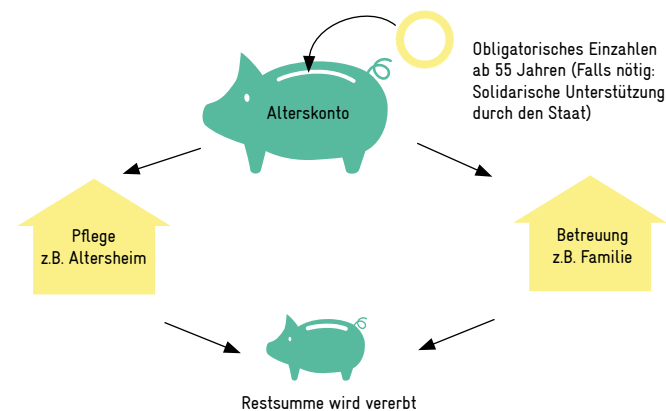 Obligatorisches Einzahlen
ab 55 Jahren (Falls nötig:
Solidarische Unterstützung
durch den Staat)
Alterskonto
Pflege
z.B. Altersheim
Betreuung
z.B. Familie
Restsumme wird vererbt